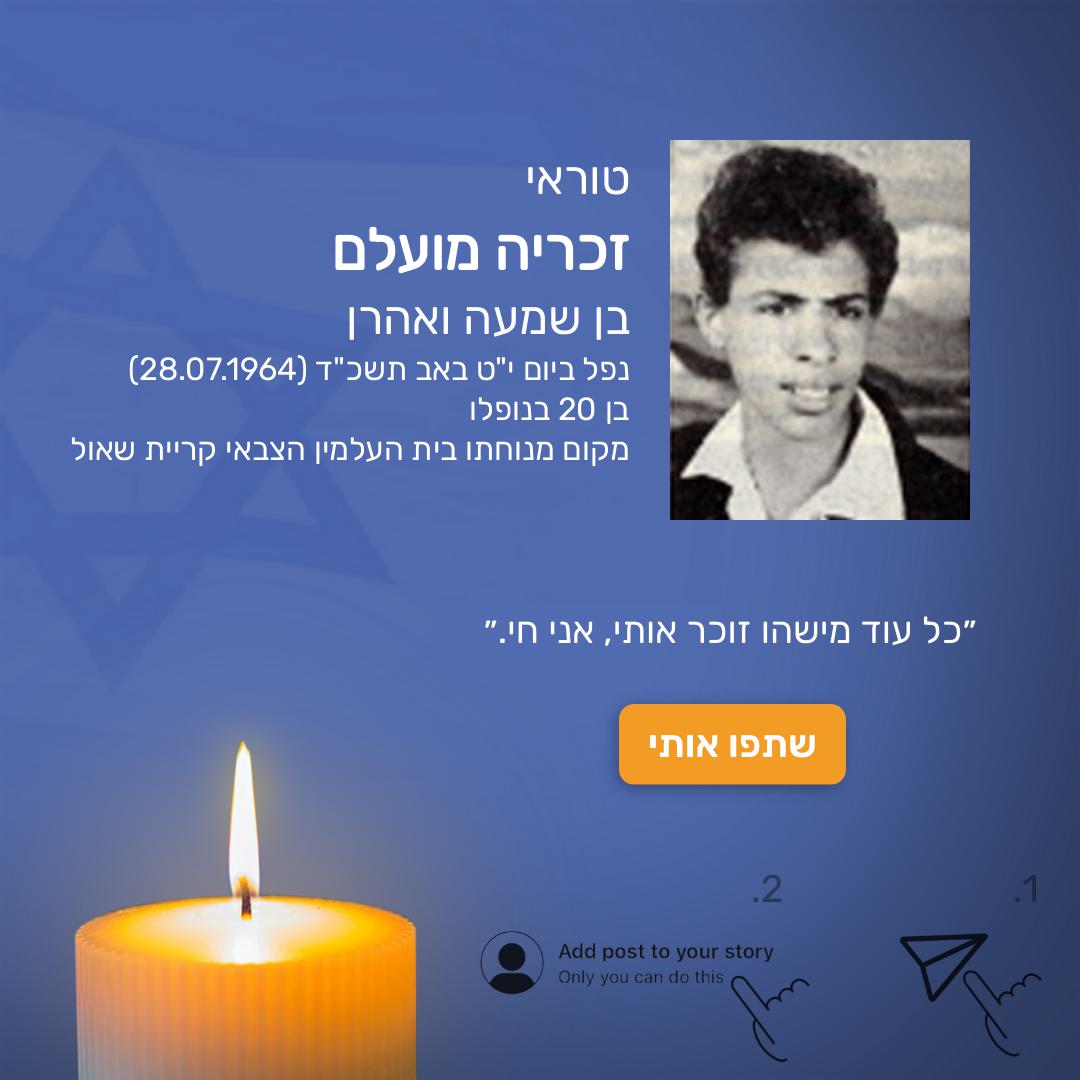 טוראי
זכריה מועלם
בן שמעה ואהרן
נפל ביום י"ט באב תשכ"ד (28.07.1964)
בן 20 בנופלו
מקום מנוחתו בית העלמין הצבאי קריית שאול
״כל עוד מישהו זוכר אותי, אני חי.״
שתפו אותי
1.
2.
Add post to your story
Only you can do this